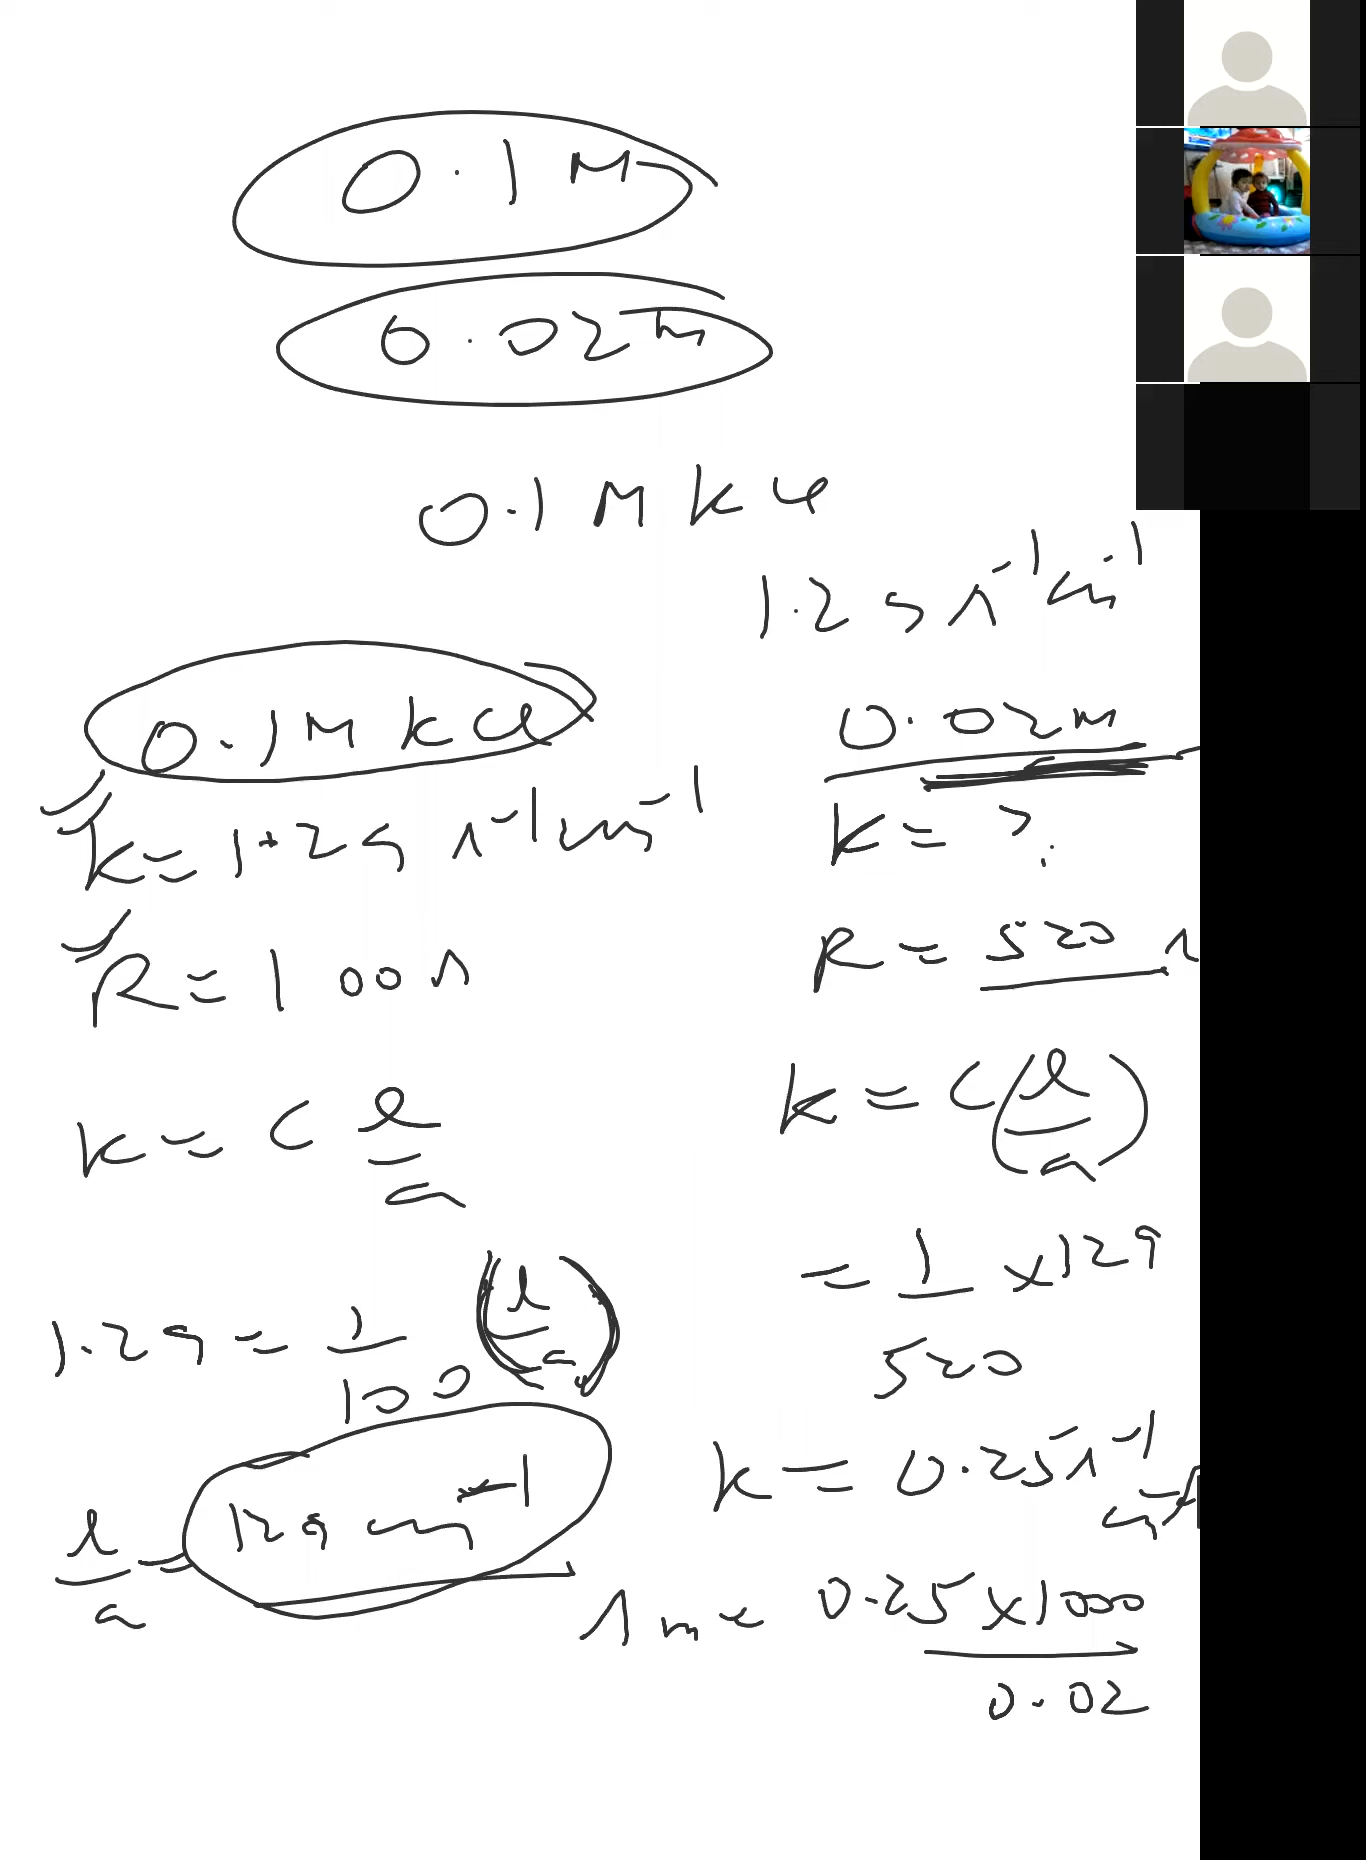 0.1 M
0.02 m
0.1 M KCl
1.29 Λ⁻¹ cm⁻¹
0.1 M KCl
K = 1.29 Λ⁻¹ cm⁻¹
R = 100 Λ
K = C l/a
1.29 = 1/100 (l/a)
l/a = 129 cm⁻¹
0.02 M
K = ?
R = 520 Λ
K = C (l/a)
= 1/520 × 129
K = 0.25 Λ⁻¹ cm⁻¹
Λm = 0.25 × 1000 / 0.02